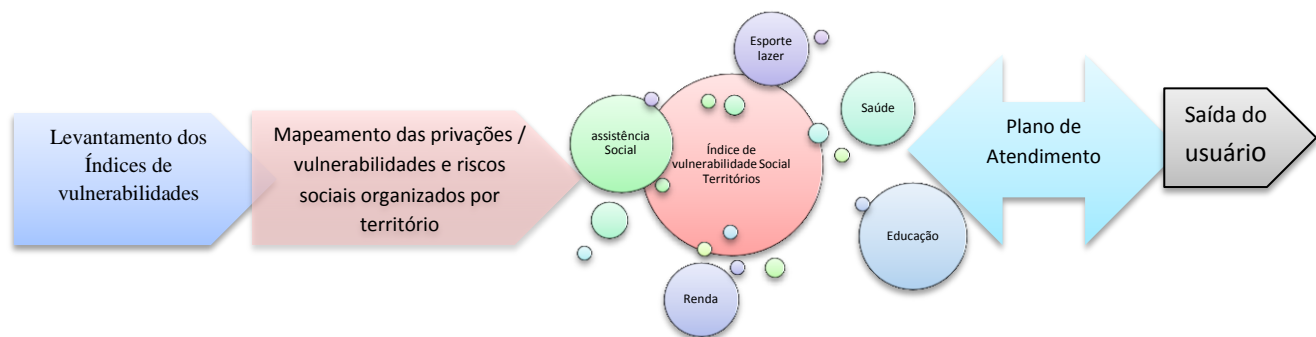 Levantamento dos
Índices de
vulnerabilidades
Mapeamento das privações /
vulnerabilidades e riscos
sociais organizados por
território
assistência
Social
Esporte
lazer
Índice de
vulnerabilidade Social
Territórios
Renda
Saúde
Educação
Plano de
Atendimento
Saída do
usuário